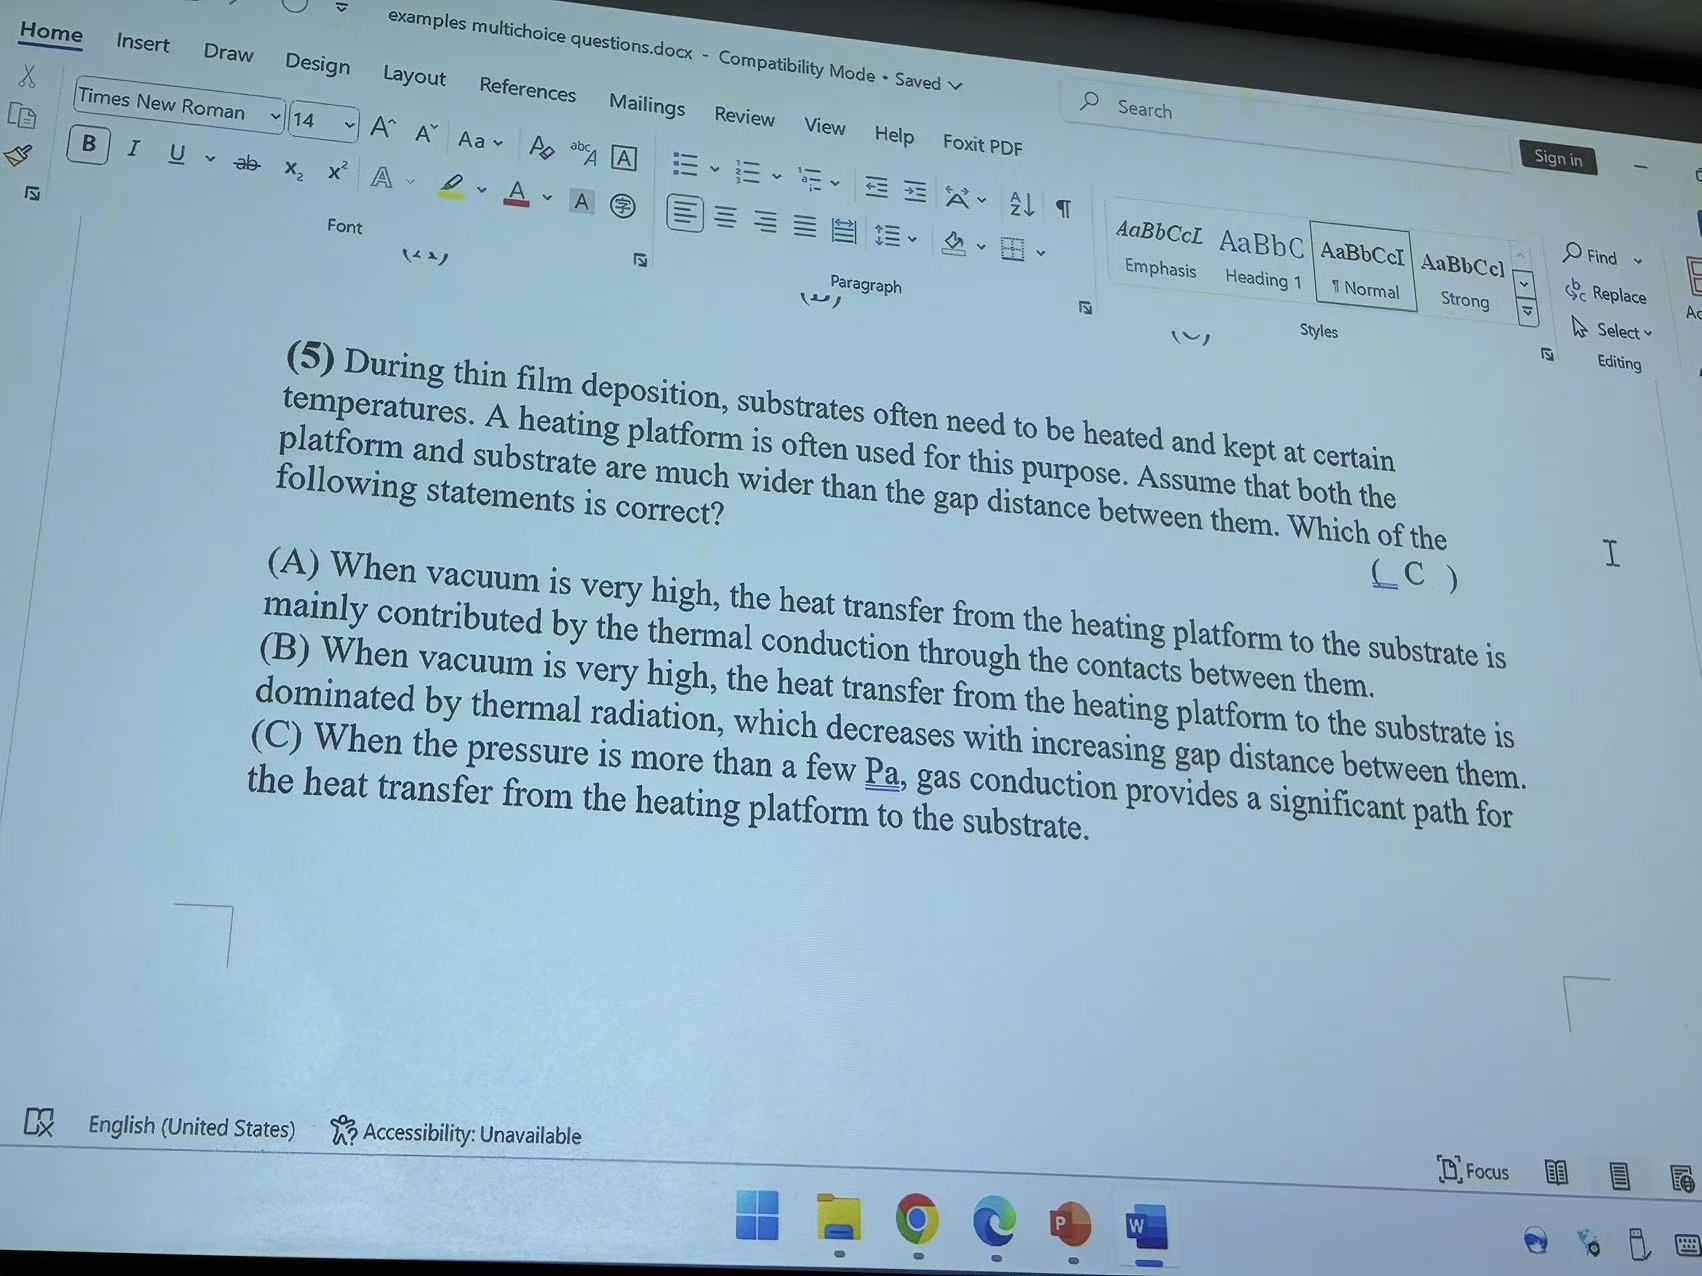 examples multichoice questions.docx - Compatibility Mode • Saved
Search
Sign in
Home Insert Draw Design Layout References Mailings Review View Help Foxit PDF
Times New Roman 14 Aa
Font
Paragraph
AaBbCcL AaBbC AaBbCcI AaBbCcl
Emphasis Heading 1 ¶ Normal Strong
Styles
Find
Replace
Select
Editing
(5) During thin film deposition, substrates often need to be heated and kept at certain
temperatures. A heating platform is often used for this purpose. Assume that both the
platform and substrate are much wider than the gap distance between them. Which of the
following statements is correct?
( C )
(A) When vacuum is very high, the heat transfer from the heating platform to the substrate is
mainly contributed by the thermal conduction through the contacts between them.
(B) When vacuum is very high, the heat transfer from the heating platform to the substrate is
dominated by thermal radiation, which decreases with increasing gap distance between them.
(C) When the pressure is more than a few Pa, gas conduction provides a significant path for
the heat transfer from the heating platform to the substrate.
English (United States) Accessibility: Unavailable
Focus